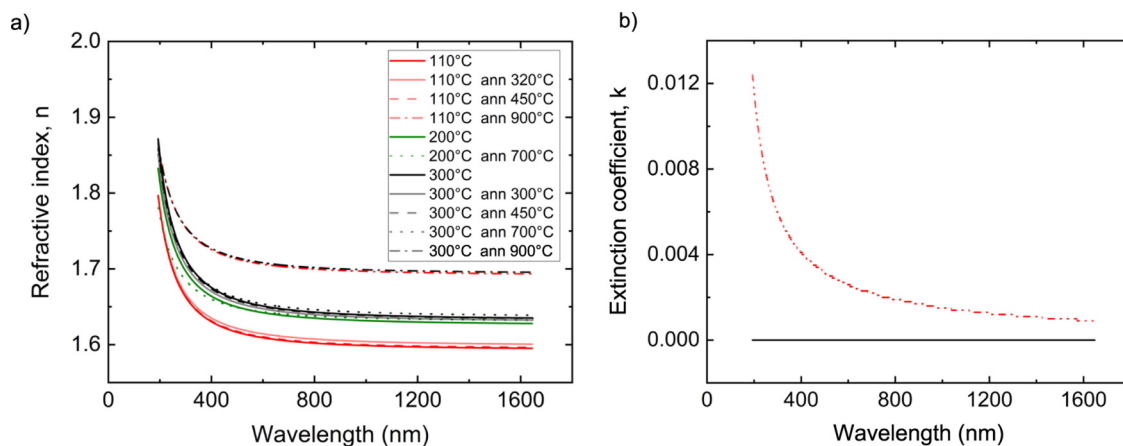 a)
Refractive index, n
2.0
1.9
1.8
1.7
1.6
0
400
800
1200
1600
Wavelength (nm)
110°C
110°C ann 320°C
110°C ann 450°C
110°C ann 900°C
200°C
200°C ann 700°C
300°C
300°C ann 300°C
300°C ann 450°C
300°C ann 700°C
300°C ann 900°C
b)
Extinction coefficient, k
0.012
0.008
0.004
0.000
0
400
800
1200
1600
Wavelength (nm)